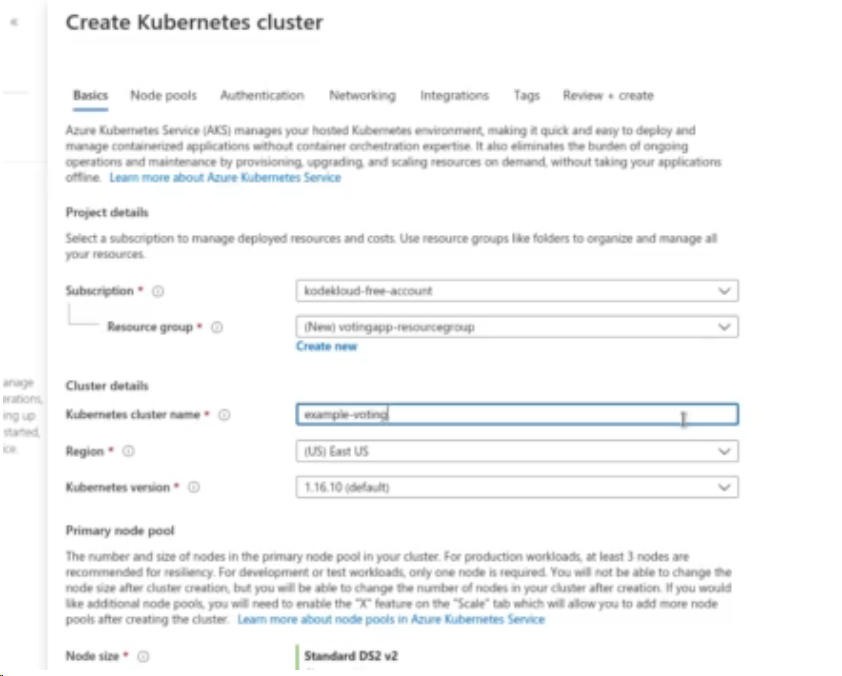 Create Kubernetes cluster
Basics Node pools Authentication Networking Integrations Tags Review + create
Azure Kubernetes Service (AKS) manages your hosted Kubernetes environment, making it quick and easy to deploy and
manage containerized applications without container orchestration expertise. It also eliminates the burden of ongoing
operations and maintenance by provisioning, upgrading, and scaling resources on demand, without taking your applications
offline. Learn more about Azure Kubernetes Service
Project details
Select a subscription to manage deployed resources and costs. Use resource groups like folders to organize and manage all
your resources.
Subscription * kodekloud-free-account
Resource group * (New) votingapp-resourcegroup
Create new
anage
Cluster details
erations,
ing up
Kubernetes cluster name * example-voting
started,
ice.
Region * (US) East US
Kubernetes version * 1.16.10 (default)
Primary node pool
The number and size of nodes in the primary node pool in your cluster. For production workloads, at least 3 nodes are
recommended for resiliency. For development or test workloads, only one node is required. You will not be able to change the
node size after cluster creation, but you will be able to change the number of nodes in your cluster after creation. If you would
like additional node pools, you will need to enable the "X" feature on the "Scale" tab which will allow you to add more node
pools after creating the cluster. Learn more about node pools in Azure Kubernetes Service
Node size * Standard DS2 v2